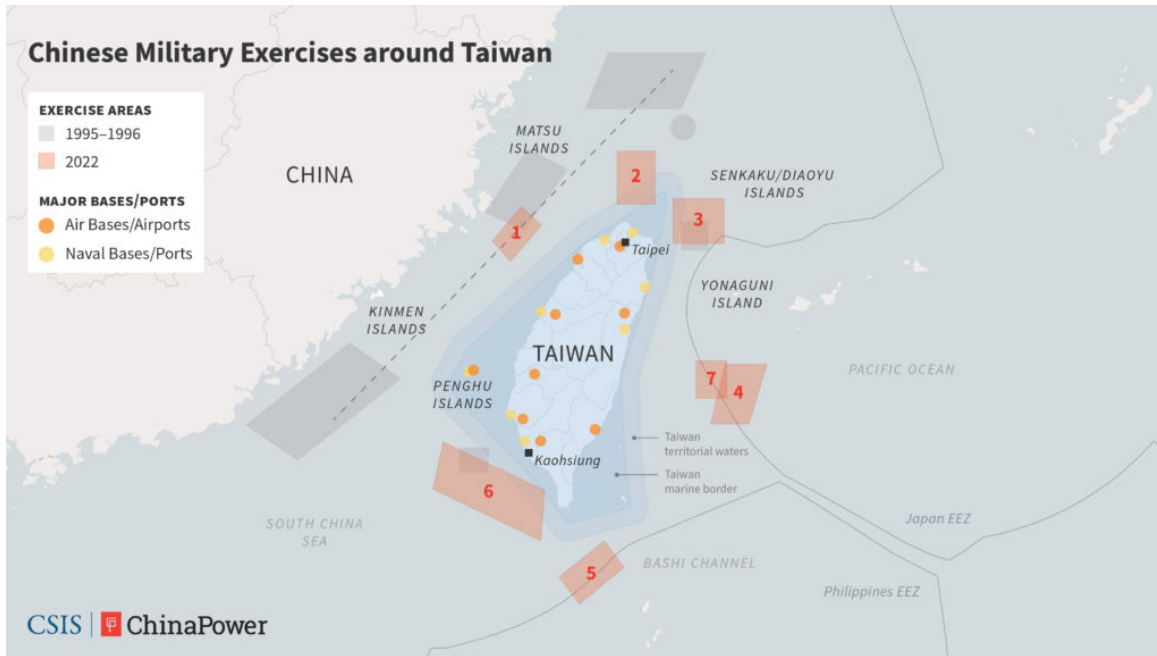 Chinese Military Exercises around Taiwan
EXERCISE AREAS
1995–1996
2022
MAJOR BASES/PORTS
Air Bases/Airports
Naval Bases/Ports
CHINA
MATSU
ISLANDS
2
SENKAKU/DIAOYU
ISLANDS
3
1
Taipei
YONAGUNI
ISLAND
KINMEN
ISLANDS
TAIWAN
PENGHU
ISLANDS
7
4
PACIFIC OCEAN
Taiwan
territorial waters
Kaohsiung
Taiwan
marine border
6
SOUTH CHINA
SEA
Japan EEZ
BASHI CHANNEL
5
Philippines EEZ
CSIS | ChinaPower